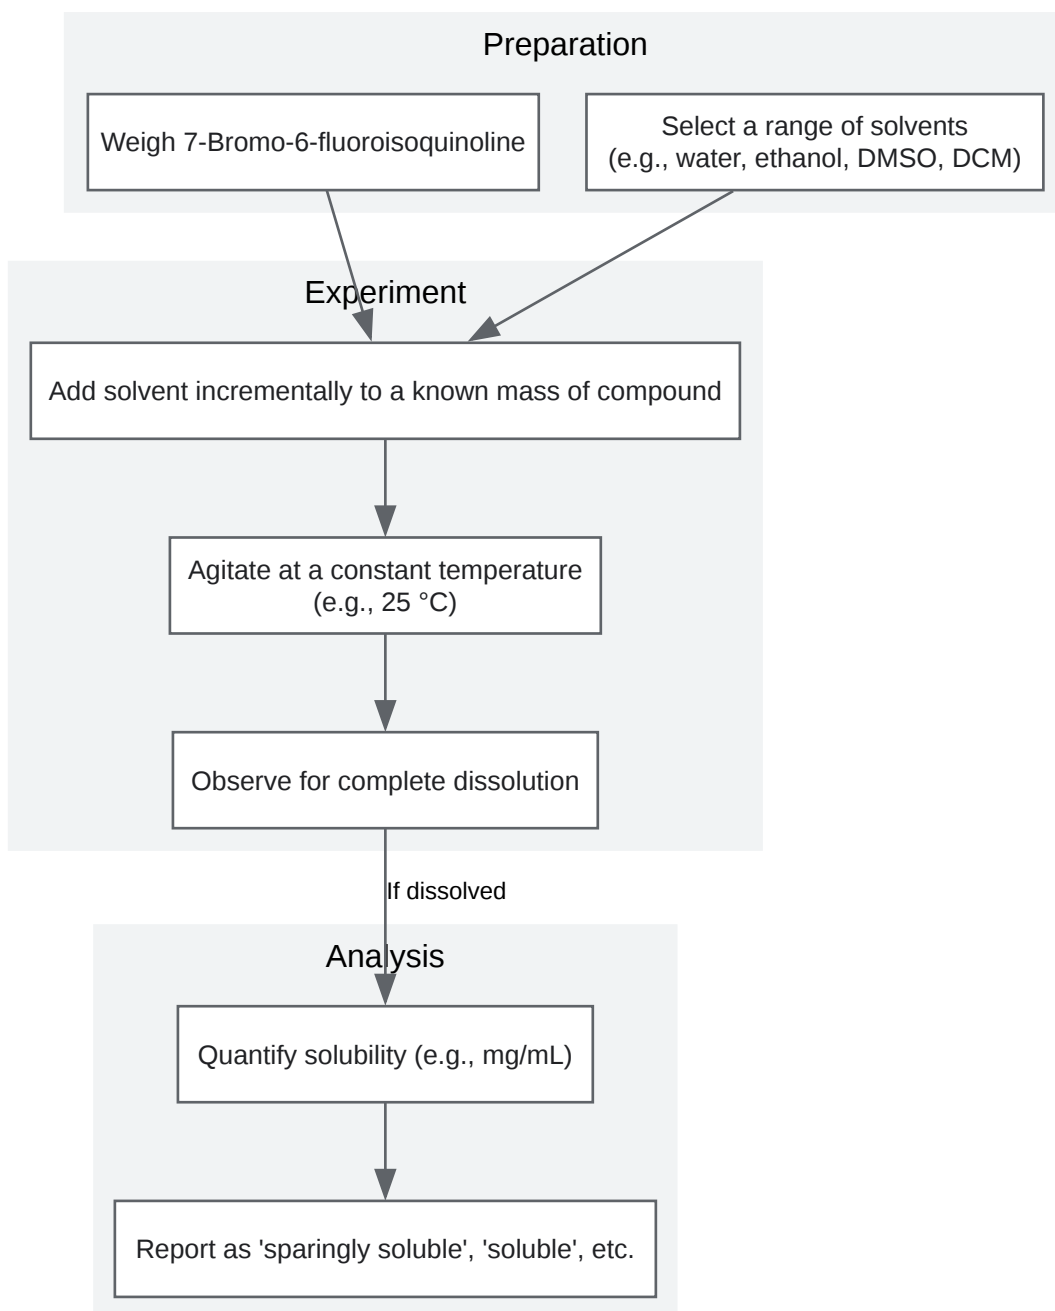 Preparation
Weigh 7-Bromo-6-fluoroisoquinoline
Select a range of solvents
(e.g., water, ethanol, DMSO, DCM)
Experiment
Add solvent incrementally to a known mass of compound
Agitate at a constant temperature
(e.g., 25 °C)
Observe for complete dissolution
If dissolved
Analysis
Quantify solubility (e.g., mg/mL)
Report as 'sparingly soluble', 'soluble', etc.